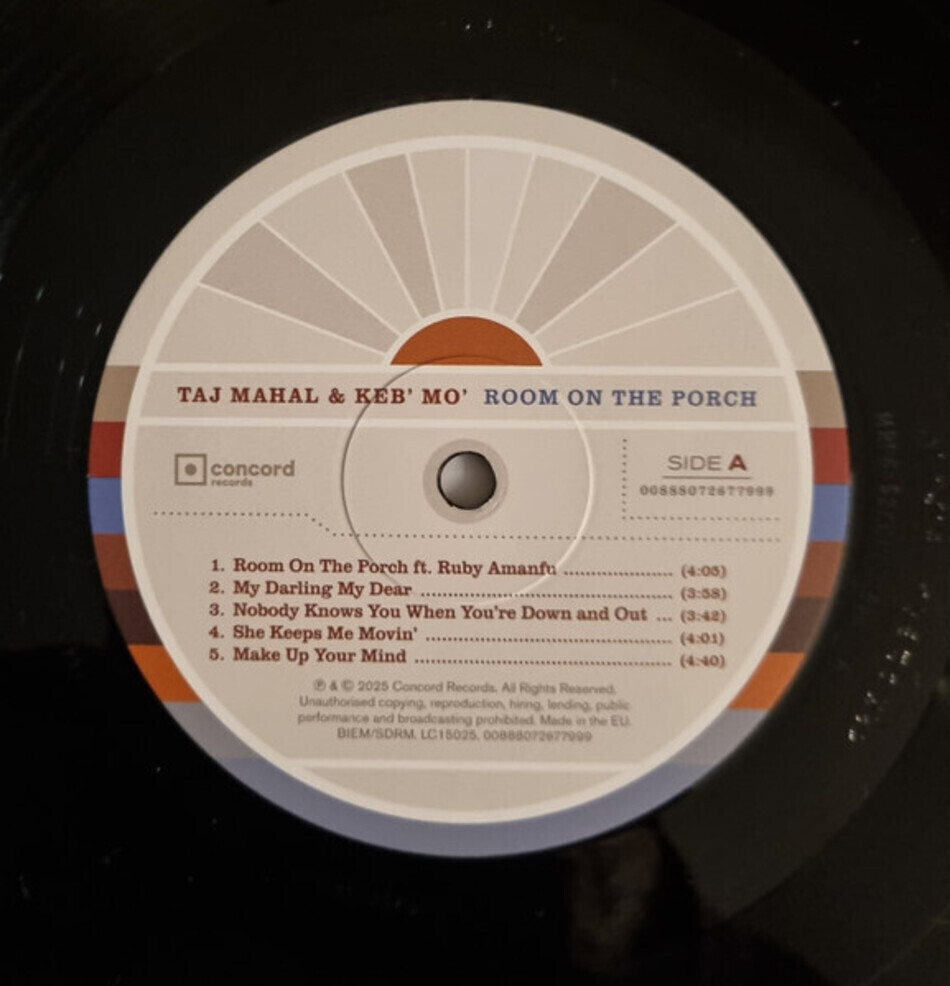 TAJ MAHAL & KEB' MO' ROOM ON THE PORCH
concord
records
SIDE A
00888072677999
1. Room On The Porch ft. Ruby Amanfu ........................ (4:05)
2. My Darling My Dear ........................ (3:58)
3. Nobody Knows You When You're Down and Out ... (3:42)
4. She Keeps Me Movin' ........................ (4:01)
5. Make Up Your Mind ........................ (4:40)
℗ & © 2025 Concord Records. All Rights Reserved.
Unauthorised copying, reproduction, hiring, lending, public
performance and broadcasting prohibited. Made in the EU.
BIEM/SDRM. LC15025. 00888072677999